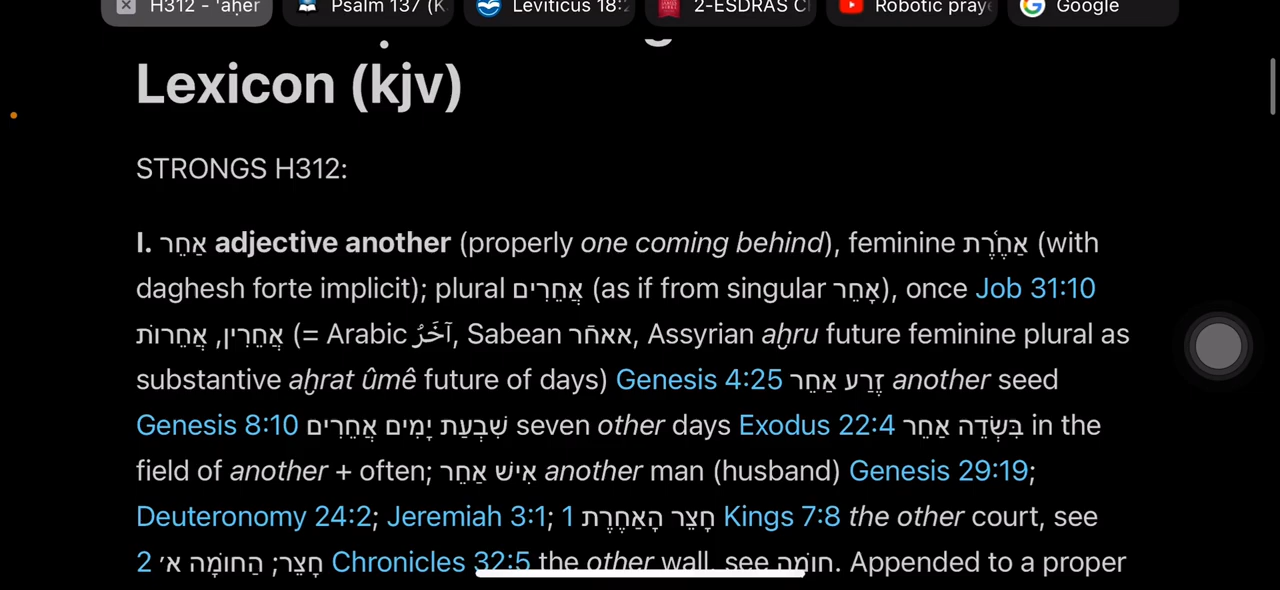 H312 - 'aḥer
Psalm 137 (K
Leviticus 18:2
2-ESDRAS C
Robotic praye
Google
Lexicon (kjv)
STRONGS H312:
I. אַחֵר adjective another (properly one coming behind), feminine אַחֶ֫רֶת (with
daghesh forte implicit); plural אֲחֵרִים (as if from singular אָחֵר), once Job 31:10
אֲחֵרִין, אֲחֵרוֺת (= Arabic آخَرُ, Sabean אאחֿר, Assyrian aḫru future feminine plural as
substantive aḫrat ûmê future of days) Genesis 4:25 זֶרַע אַחֵר another seed
Genesis 8:10 שִׁבְעַת יָמִים אֲחֵרִים seven other days Exodus 22:4 בִּשְׂדֵה אַחֵר in the
field of another + often; אִישׁ אַחֵר another man (husband) Genesis 29:19;
Deuteronomy 24:2; Jeremiah 3:1; חָצֵר הָאַחֶרֶת 1 Kings 7:8 the other court, see
חָצֵר; הַחוֺמָה א׳ 2 Chronicles 32:5 the other wall, see חוֺמֹה. Appended to a proper